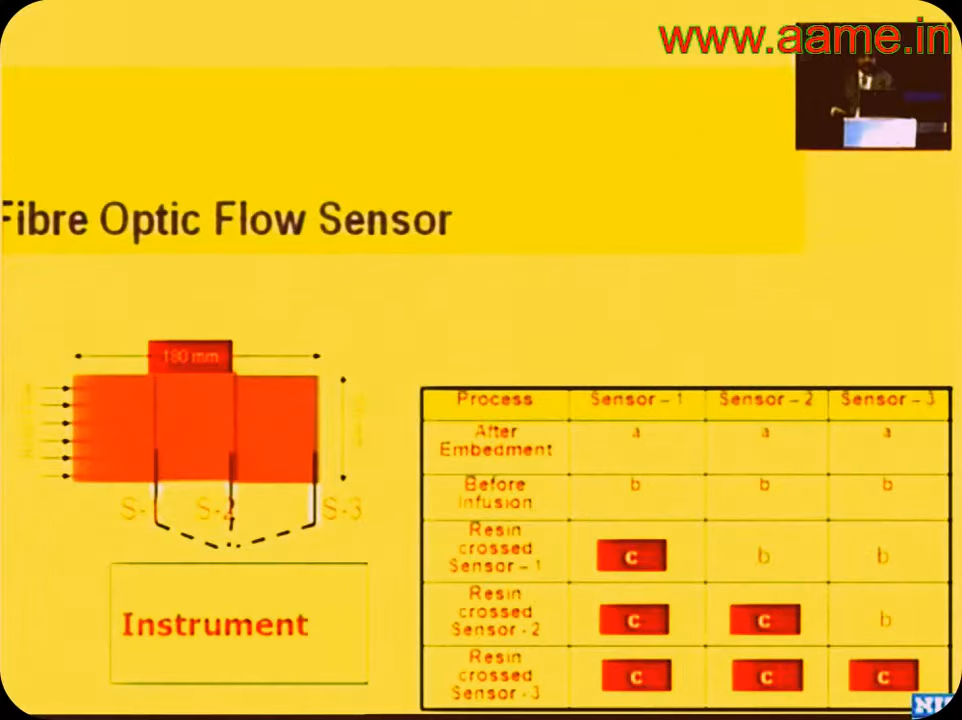 www.aame.in
Fibre Optic Flow Sensor
180 mm
S-
S-2
S-3
Instrument
Process Sensor – 1 Sensor – 2 Sensor – 3
After
Embedment a a a
Before
Infusion b b b
Resin
crossed
Sensor – 1 c b b
Resin
crossed
Sensor - 2 c c b
Resin
crossed
Sensor - 3 c c c